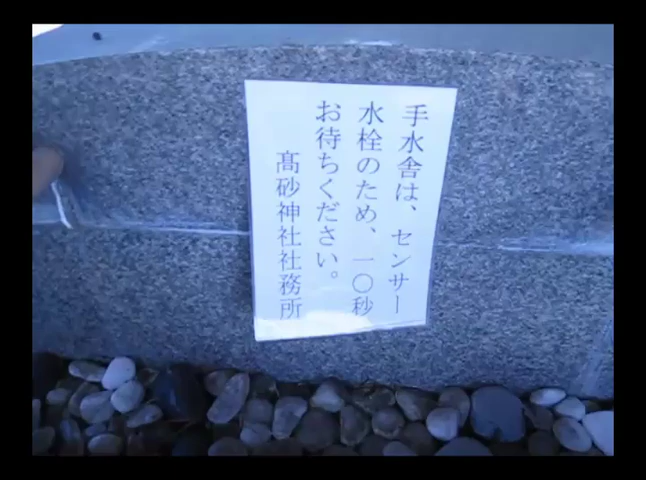 手水舎は、センサー
水栓のため、一〇秒
お待ちください。
髙砂神社社務所